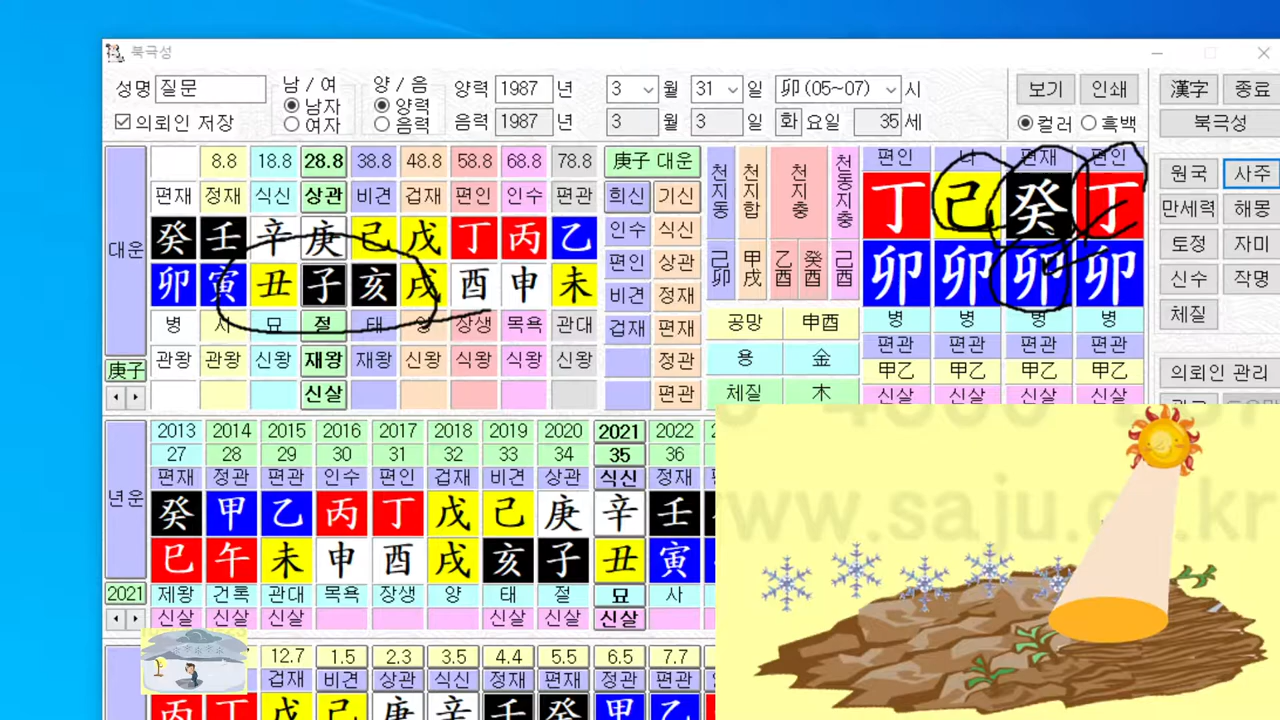 북극성
성명 질문 남 / 여 양 / 음 양력 1987 년 3 월 31 일 卯 (05~07) 시 보기 인쇄 漢字 종료
남자 양력
의뢰인 저장 여자 음력 음력 1987 년 3 월 3 일 화 요일 35 세 컬러 흑백 북극성
8.8 18.8 28.8 38.8 48.8 58.8 68.8 78.8 庚子 대운
편재 정재 식신 상관 비견 겁재 편인 인수 편관 희신 기신
癸 壬 辛 庚 己 戊 丁 丙 乙
대운
卯 寅 丑 子 亥 戌 酉 申 未
병 사 묘 절 태 양 장생 목욕 관대
관왕 관왕 신왕 재왕 재왕 신왕 식왕 식왕 신왕
庚子
신살
인수 식신
편인 상관
비견 정재
겁재 편재
정관
편관
천지동 천지합 천지충 천동지충
己卯 甲戌 乙酉 癸酉 己酉
공망 申酉
용 金
체질 木
편인 나 편재 편인
丁 己 癸 丁
卯 卯 卯 卯
병 병 병 병
편관 편관 편관 편관
甲乙 甲乙 甲乙 甲乙
신살 신살 신살 신살
원국 사주
만세력 해몽
토정 자미
신수 작명
체질
의뢰인 관리
2013 2014 2015 2016 2017 2018 2019 2020 2021 2022
27 28 29 30 31 32 33 34 35 36
편재 정관 편관 인수 편인 겁재 비견 상관 식신 정재
년운
癸 甲 乙 丙 丁 戊 己 庚 辛 壬
巳 午 未 申 酉 戌 亥 子 丑 寅
2021 제왕 건록 관대 목욕 장생 양 태 절 묘 사
신살 신살 신살 신살 신살 신살
12.7 1.5 2.3 3.5 4.4 5.5 6.5 7.7
겁재 비견 상관 식신 정재 편재 정관 편관
丙 丁 戊 己 庚 辛 壬 癸 甲 乙